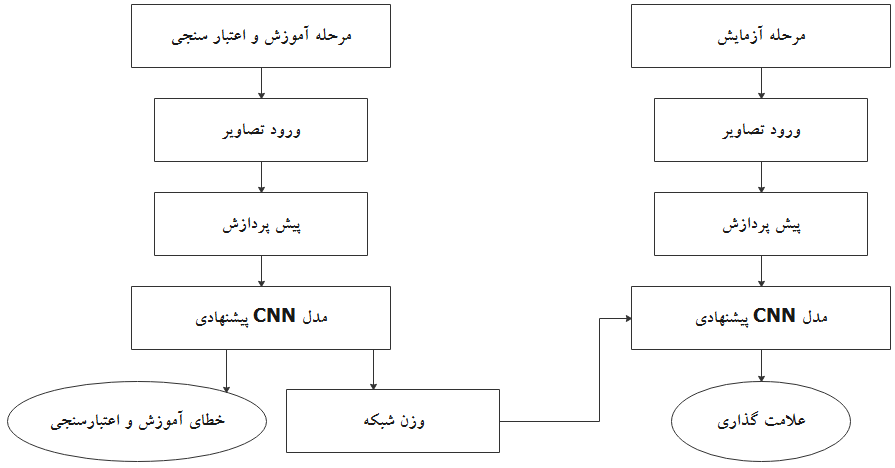 مرحله آموزش و اعتبار سنجی
مرحله آزمایش
ورود تصاویر
ورود تصاویر
پیش پردازش
پیش پردازش
مدل CNN پیشنهادی
مدل CNN پیشنهادی
خطای آموزش و اعتبارسنجی
وزن شبکه
علامت گذاری